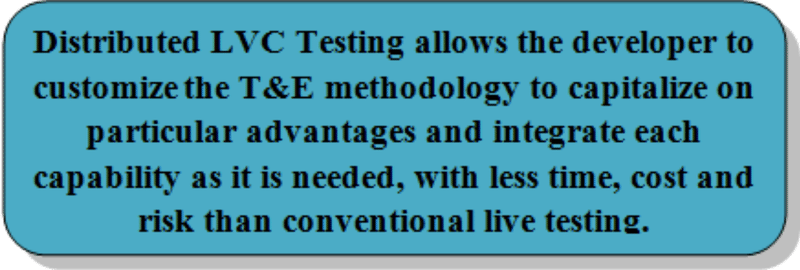 Distributed LVC Testing allows the developer to
customize the T&E methodology to capitalize on
particular advantages and integrate each
capability as it is needed, with less time, cost and
risk than conventional live testing.